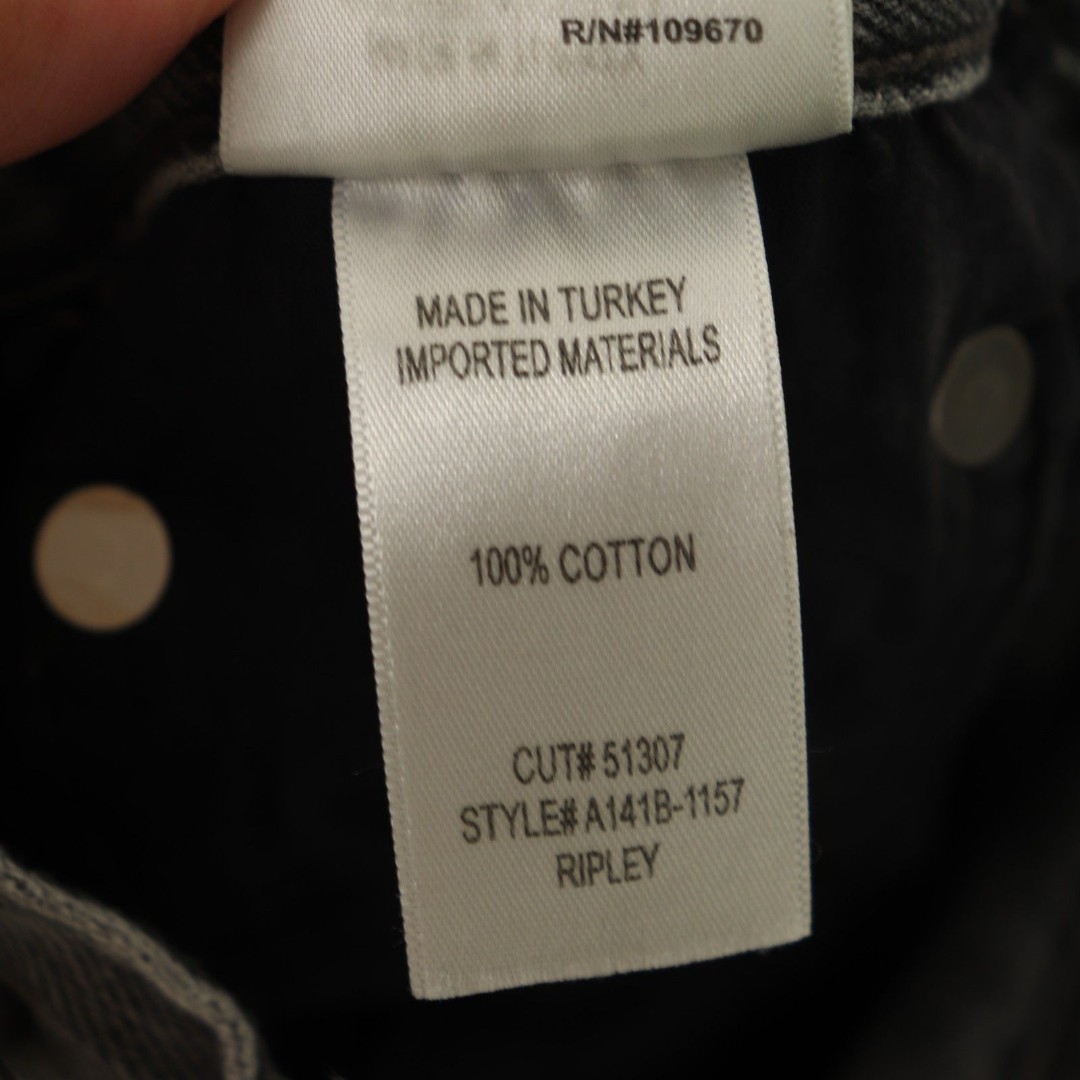 R/N#109670
MADE IN TURKEY
IMPORTED MATERIALS
100% COTTON
CUT# 51307
STYLE# A141B-1157
RIPLEY